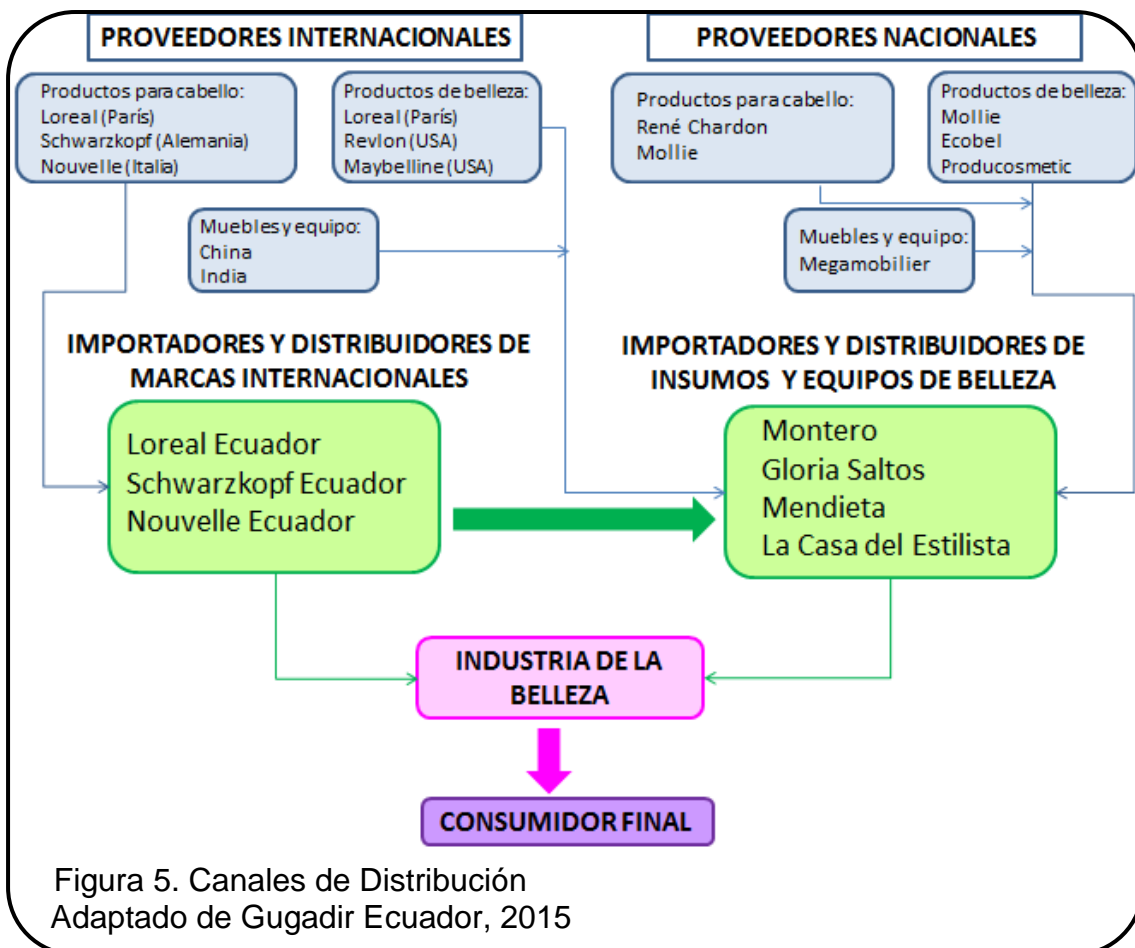 PROVEEDORES INTERNACIONALES
PROVEEDORES NACIONALES
Productos para cabello:
Loreal (París)
Schwarzkopf (Alemania)
Nouvelle (Italia)
Productos de belleza:
Loreal (París)
Revlon (USA)
Maybelline (USA)
Productos para cabello:
René Chardon
Mollie
Productos de belleza:
Mollie
Ecobel
Producosmetic
Muebles y equipo:
China
India
Muebles y equipo:
Megamobilier
IMPORTADORES Y DISTRIBUIDORES DE
MARCAS INTERNACIONALES
IMPORTADORES Y DISTRIBUIDORES DE
INSUMOS Y EQUIPOS DE BELLEZA
Loreal Ecuador
Schwarzkopf Ecuador
Nouvelle Ecuador
Montero
Gloria Saltos
Mendieta
La Casa del Estilista
INDUSTRIA DE LA
BELLEZA
CONSUMIDOR FINAL
Figura 5. Canales de Distribución
Adaptado de Gugadir Ecuador, 2015